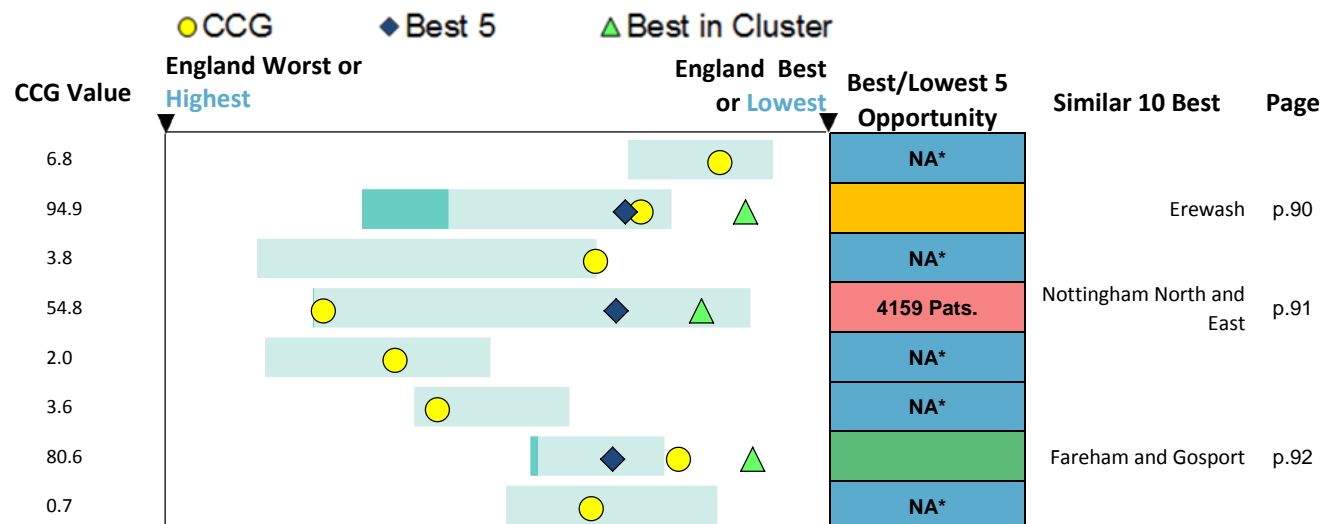 CCG Best 5 Best in Cluster
CCG Value
England Worst or
Highest
England Best
or Lowest
Best/Lowest 5
Opportunity
Similar 10 Best
Page
6.8 NA*
94.9 Erewash p.90
3.8 NA*
54.8 4159 Pats. Nottingham North and
East p.91
2.0 NA*
3.6 NA*
80.6 Fareham and Gosport p.92
0.7 NA*